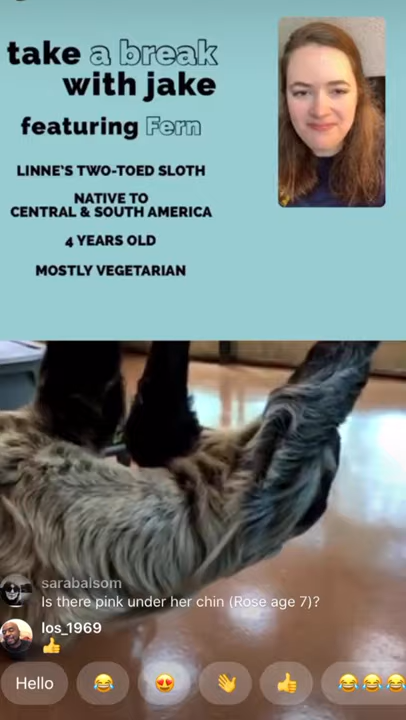 take a break
with jake
featuring Fern
LINNE'S TWO-TOED SLOTH
NATIVE TO
CENTRAL & SOUTH AMERICA
4 YEARS OLD
MOSTLY VEGETARIAN
sarabalsom
Is there pink under her chin (Rose age 7)?
los_1969
👍
Hello 😂 😍 👋 👍 😂😂😂